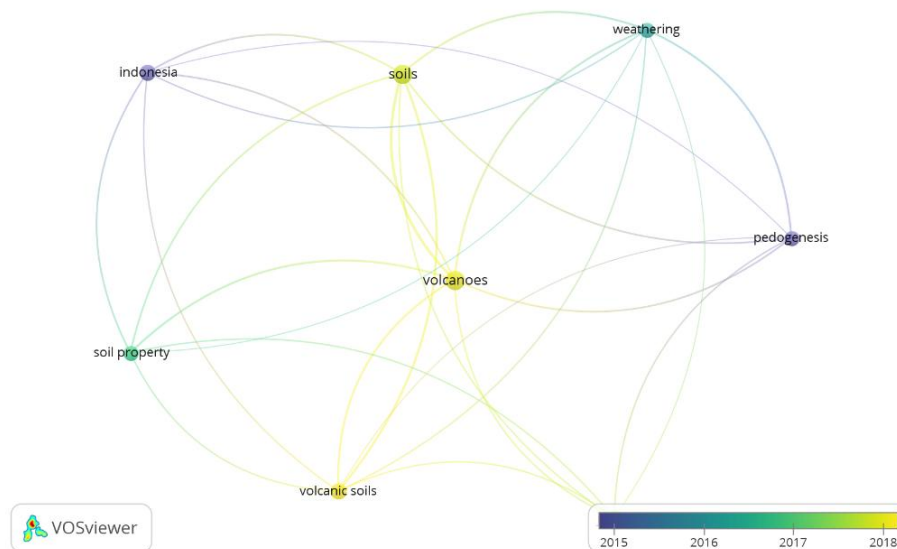 weathering
indonesia
soils
pedogenesis
volcanoes
soil property
volcanic soils
VOSviewer
2015 2016 2017 2018